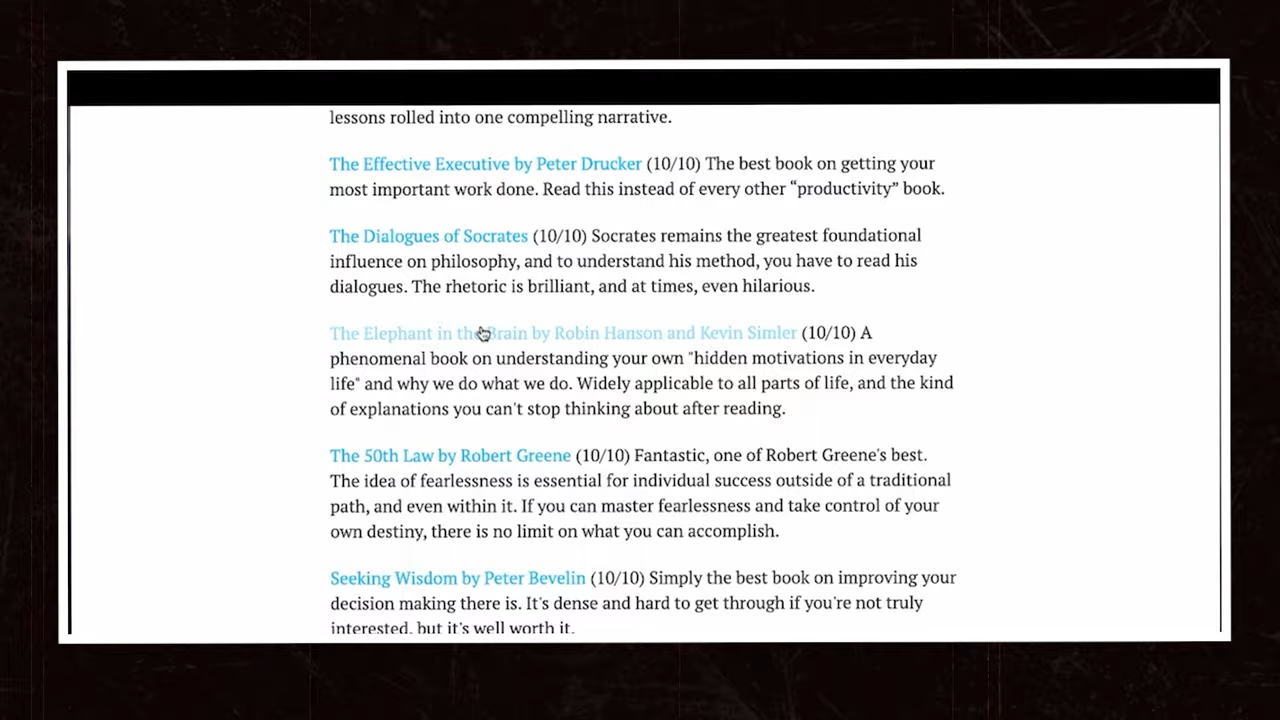 lessons rolled into one compelling narrative.
The Effective Executive by Peter Drucker (10/10) The best book on getting your
most important work done. Read this instead of every other “productivity” book.
The Dialogues of Socrates (10/10) Socrates remains the greatest foundational
influence on philosophy, and to understand his method, you have to read his
dialogues. The rhetoric is brilliant, and at times, even hilarious.
The Elephant in the Brain by Robin Hanson and Kevin Simler (10/10) A
phenomenal book on understanding your own "hidden motivations in everyday
life" and why we do what we do. Widely applicable to all parts of life, and the kind
of explanations you can't stop thinking about after reading.
The 50th Law by Robert Greene (10/10) Fantastic, one of Robert Greene's best.
The idea of fearlessness is essential for individual success outside of a traditional
path, and even within it. If you can master fearlessness and take control of your
own destiny, there is no limit on what you can accomplish.
Seeking Wisdom by Peter Bevelin (10/10) Simply the best book on improving your
decision making there is. It's dense and hard to get through if you're not truly
interested, but it's well worth it.